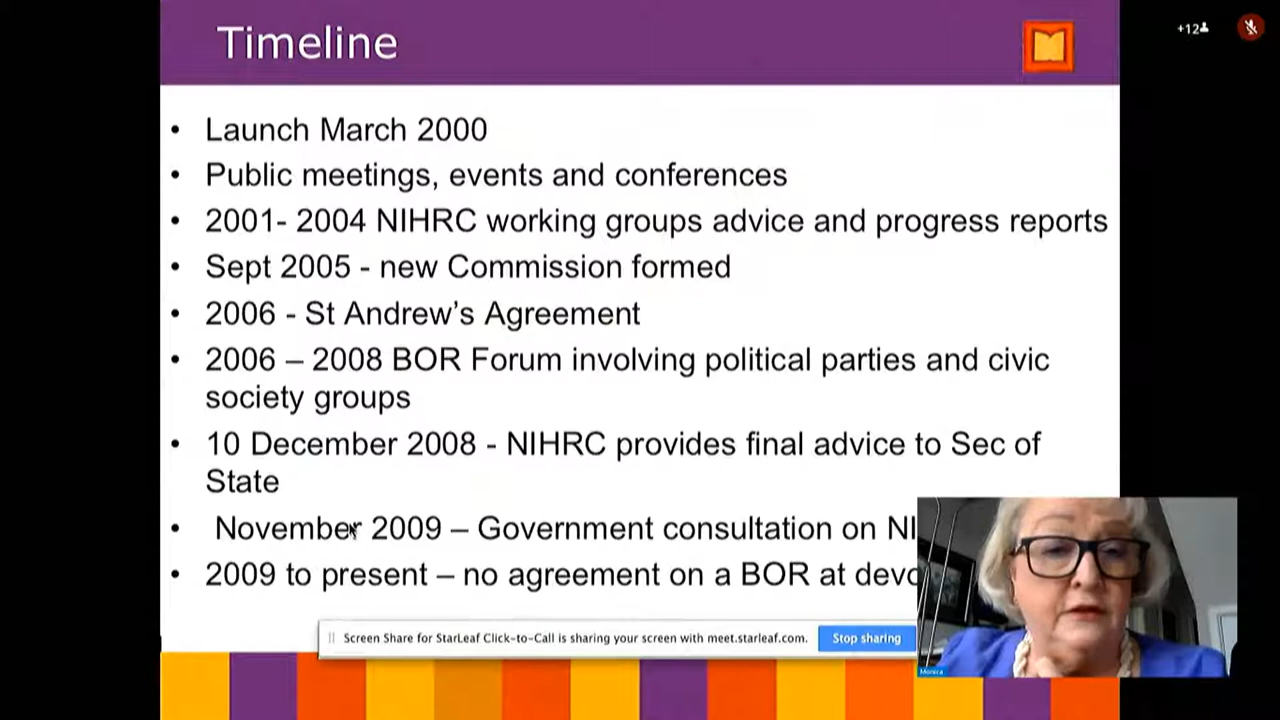 Timeline
+12
• Launch March 2000
• Public meetings, events and conferences
• 2001- 2004 NIHRC working groups advice and progress reports
• Sept 2005 - new Commission formed
• 2006 - St Andrew’s Agreement
• 2006 – 2008 BOR Forum involving political parties and civic
society groups
• 10 December 2008 - NIHRC provides final advice to Sec of
State
• November 2009 – Government consultation on NI
• 2009 to present – no agreement on a BOR at devo
Screen Share for StarLeaf Click-to-Call is sharing your screen with meet.starleaf.com.
Stop sharing
Monica